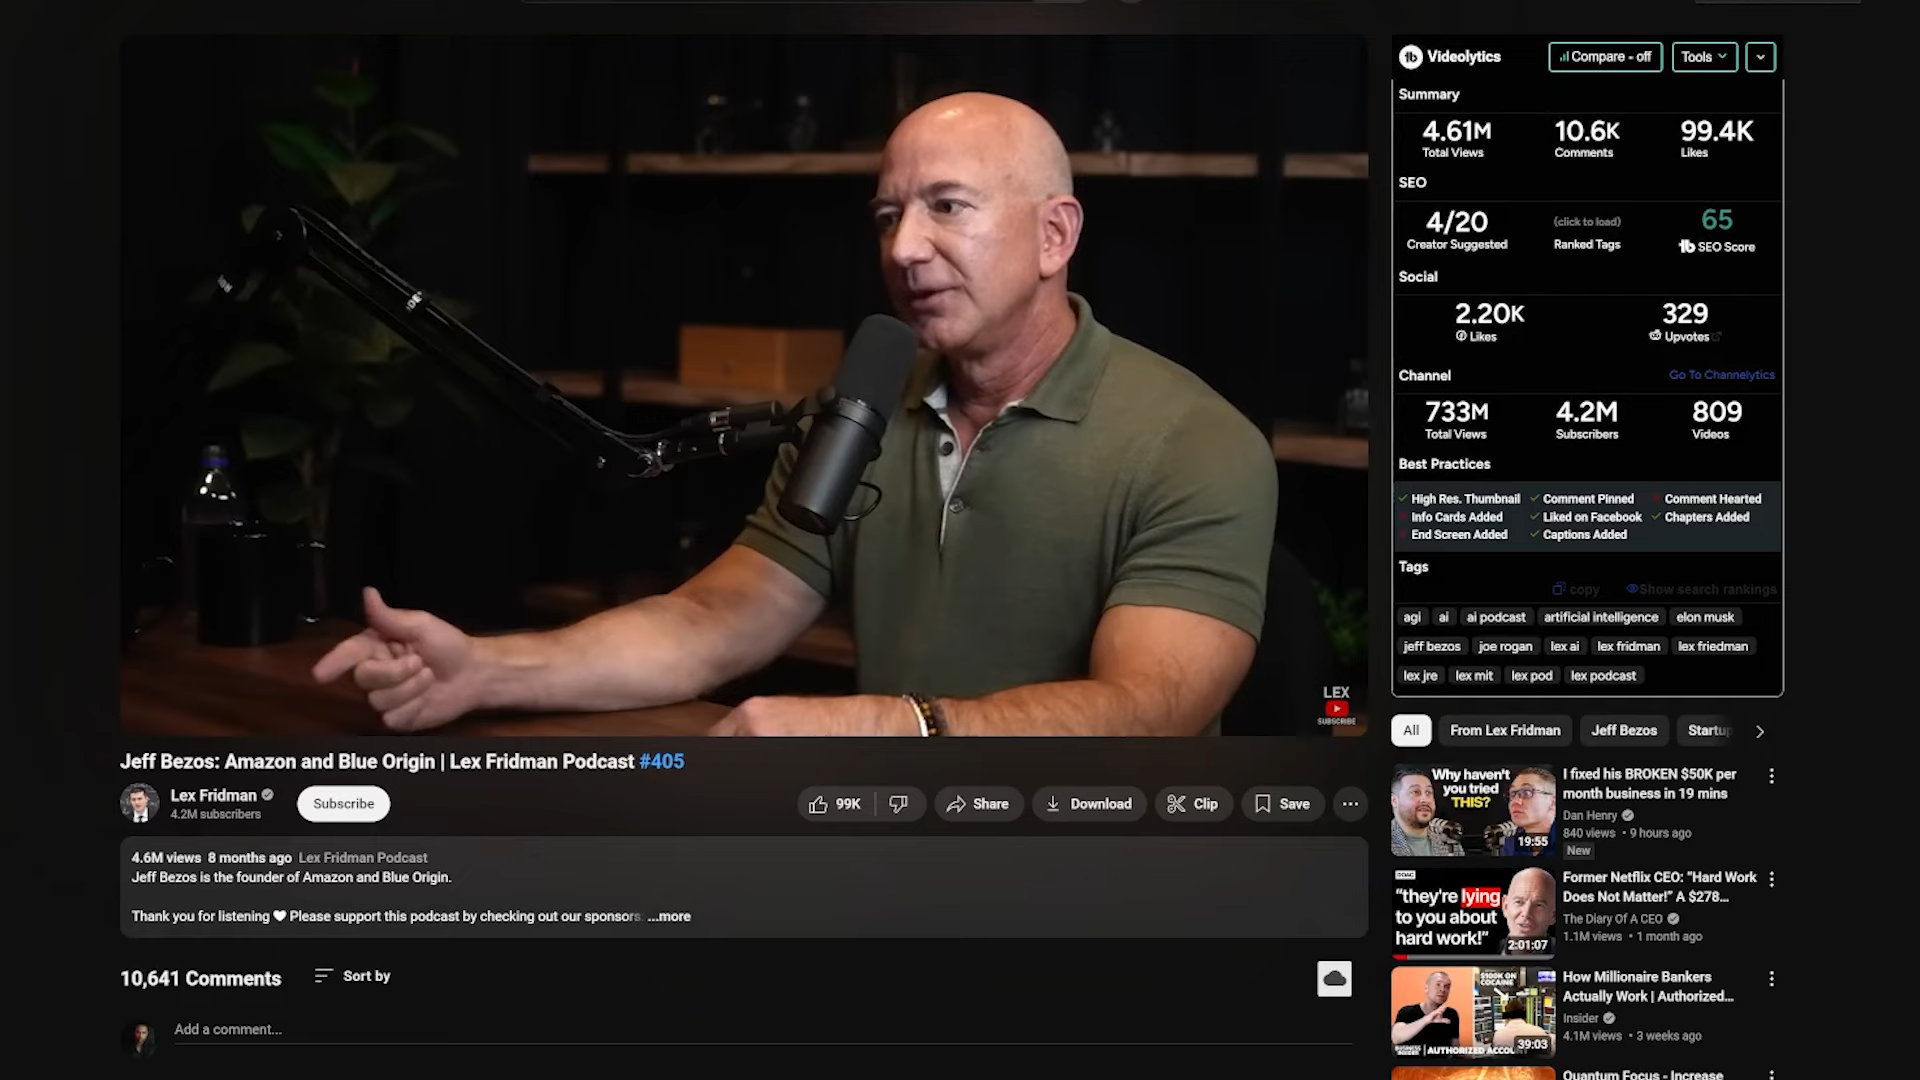 LEX
SUBSCRIBE
Jeff Bezos: Amazon and Blue Origin | Lex Fridman Podcast #405
Lex Fridman
4.2M subscribers
Subscribe
99K
Share
Download
Clip
Save
4.6M views 8 months ago Lex Fridman Podcast
Jeff Bezos is the founder of Amazon and Blue Origin.
Thank you for listening ❤ Please support this podcast by checking out our sponsors: ...more
10,641 Comments
Sort by
Add a comment...
tb Videolytics
Compare - off
Tools
Summary
4.61M 10.6K 99.4K
Total Views Comments Likes
SEO
4/20 (click to load) 65
Creator Suggested Ranked Tags tb SEO Score
Social
2.20K 329
Likes Upvotes
Channel Go To Channelytics
733M 4.2M 809
Total Views Subscribers Videos
Best Practices
High Res. Thumbnail Comment Pinned Comment Hearted
Info Cards Added Liked on Facebook Chapters Added
End Screen Added Captions Added
Tags
copy Show search rankings
agi ai ai podcast artificial intelligence elon musk
jeff bezos joe rogan lex ai lex fridman lex friedman
lex jre lex mit lex pod lex podcast
All From Lex Fridman Jeff Bezos Startup
Why haven't
you tried
THIS?
19:55
I fixed his BROKEN $50K per
month business in 19 mins
Dan Henry
840 views • 9 hours ago
New
DOAC
"they're lying
to you about
hard work!"
2:01:07
Former Netflix CEO: "Hard Work
Does Not Matter!" A $278...
The Diary Of A CEO
1.1M views • 1 month ago
$100K ON
COCAINE
BUSINESS
INSIDER
AUTHORIZED ACCOU
39:03
How Millionaire Bankers
Actually Work | Authorized...
Insider
4.1M views • 3 weeks ago
Quantum Focus - Increase